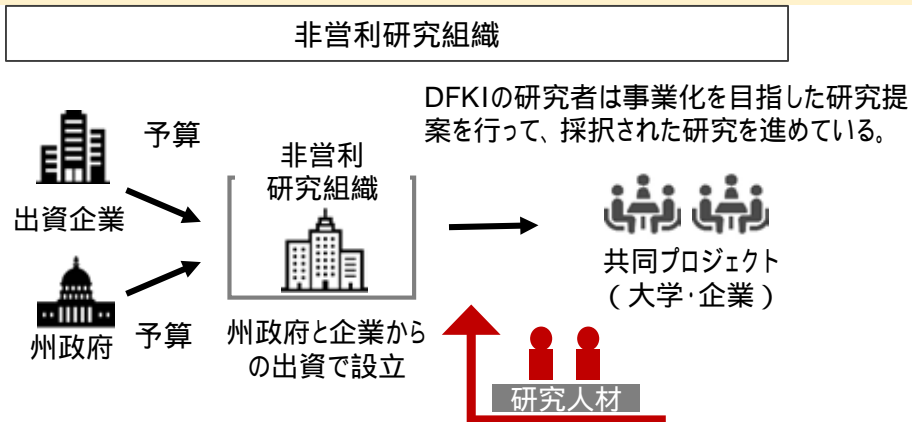 非営利研究組織
DFKIの研究者は事業化を目指した研究提
案を行って、採択された研究を進めている。
予算
非営利
研究組織
出資企業
共同プロジェクト
(大学・企業)
州政府
予算
州政府と企業から
の出資で設立
研究人材